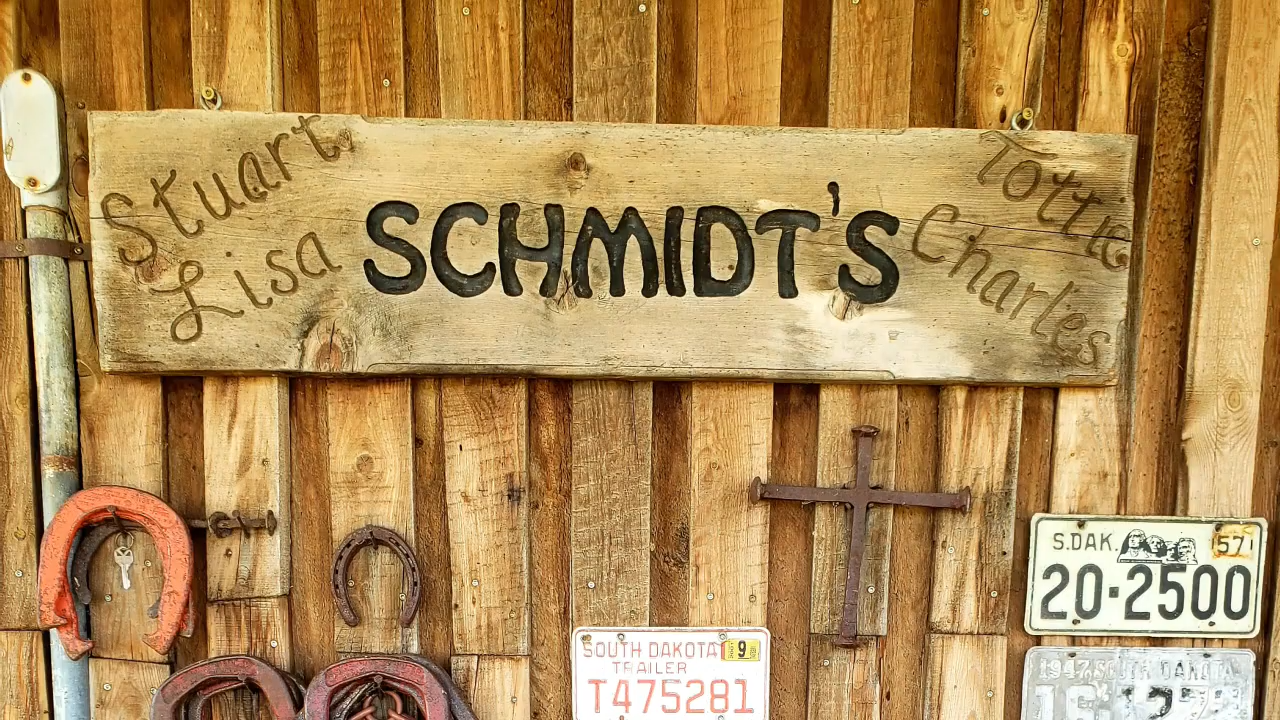 Stuart
Lisa
SCHMIDT'S
Tottie
Charles
S.DAK. 57
20-2500
SOUTH DAKOTA 9
TRAILER
T475281
1947 SOUTH DAKOTA